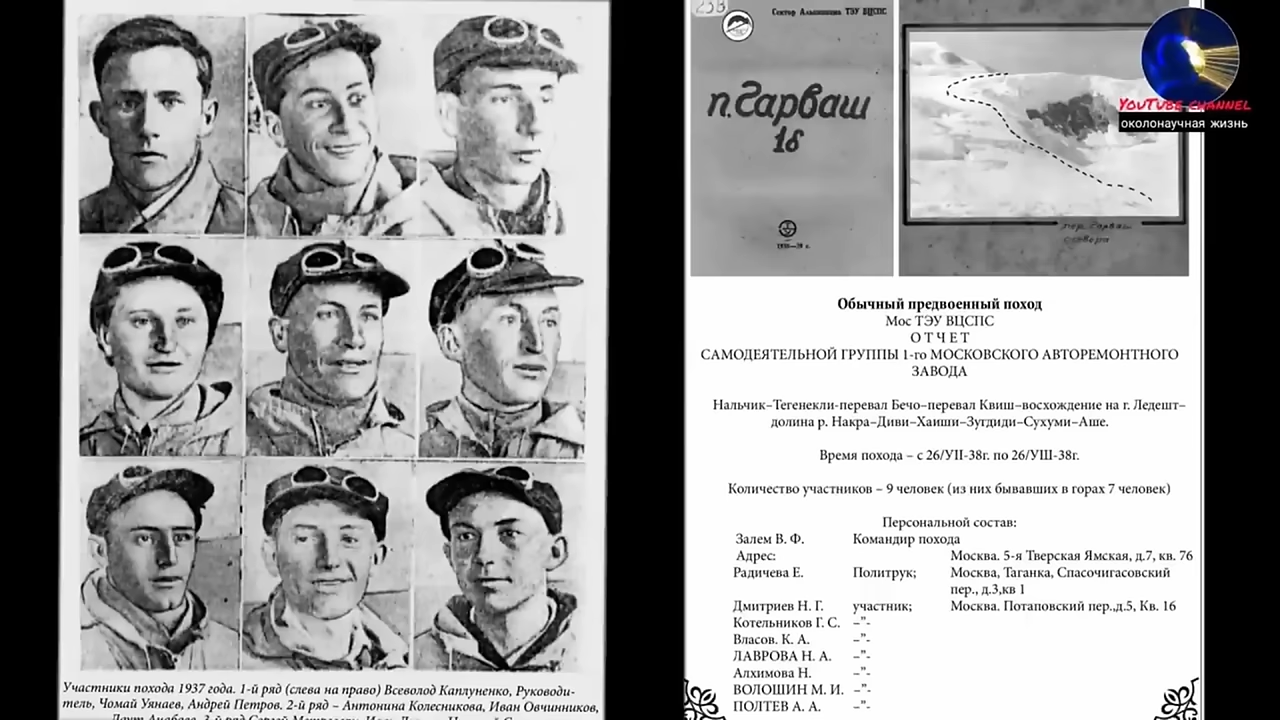 Участники похода 1937 года. 1-й ряд (слева на право) Всеволод Каплуненко, Руководи-
тель, Чомай Уянаев, Андрей Петров. 2-й ряд – Антонина Колесникова, Иван Овчинников,
23В
Сектор Альпинизма ТЭУ ВЦСПС
п. Гарваш
1б
пер. Гарваш
с севера
YouTube channel
околонаучная жизнь
Обычный предвоенный поход
Мос ТЭУ ВЦСПС
О Т Ч Е Т
САМОДЕЯТЕЛЬНОЙ ГРУППЫ 1-го МОСКОВСКОГО АВТОРЕМОНТНОГО
ЗАВОДА
Нальчик–Тегенекли-перевал Бечо–перевал Квиш–восхождение на г. Ледешт–
долина р. Накра–Диви–Хаиши–Зугдиди–Сухуми–Аше.
Время похода – с 26/УII-38г. по 26/УШ-38г.
Количество участников – 9 человек (из них бывавших в горах 7 человек)
Персональной состав:
Залем В. Ф. Командир похода
Адрес: Москва. 5-я Тверская Ямская, д.7, кв. 76
Радичева Е. Политрук; Москва, Таганка, Спасочигасовский
пер., д.3,кв 1
Дмитриев Н. Г. участник; Москва. Потаповский пер.,д.5, Кв. 16
Котельников Г. С. –"-
Власов. К. А. –"-
ЛАВРОВА Н. А. –"-
Алхимова Н. –"-
ВОЛОШИН М. И. –"-
ПОЛТЕВ А. А. –"-